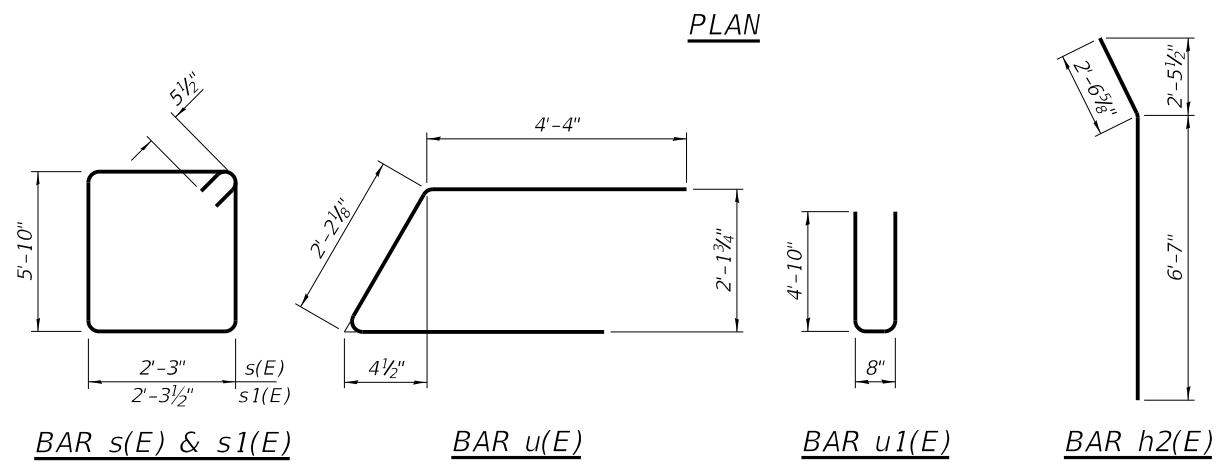 PLAN
5½"
5'-10"
2'-3"
s(E)
2'-3½"
s1(E)
BAR s(E) & s1(E)
4'-4"
2'-2⅛"
2'-1¾"
4½"
BAR u(E)
4'-10"
8"
BAR u1(E)
2'-6⅝"
2'-5½"
6'-7"
BAR h2(E)